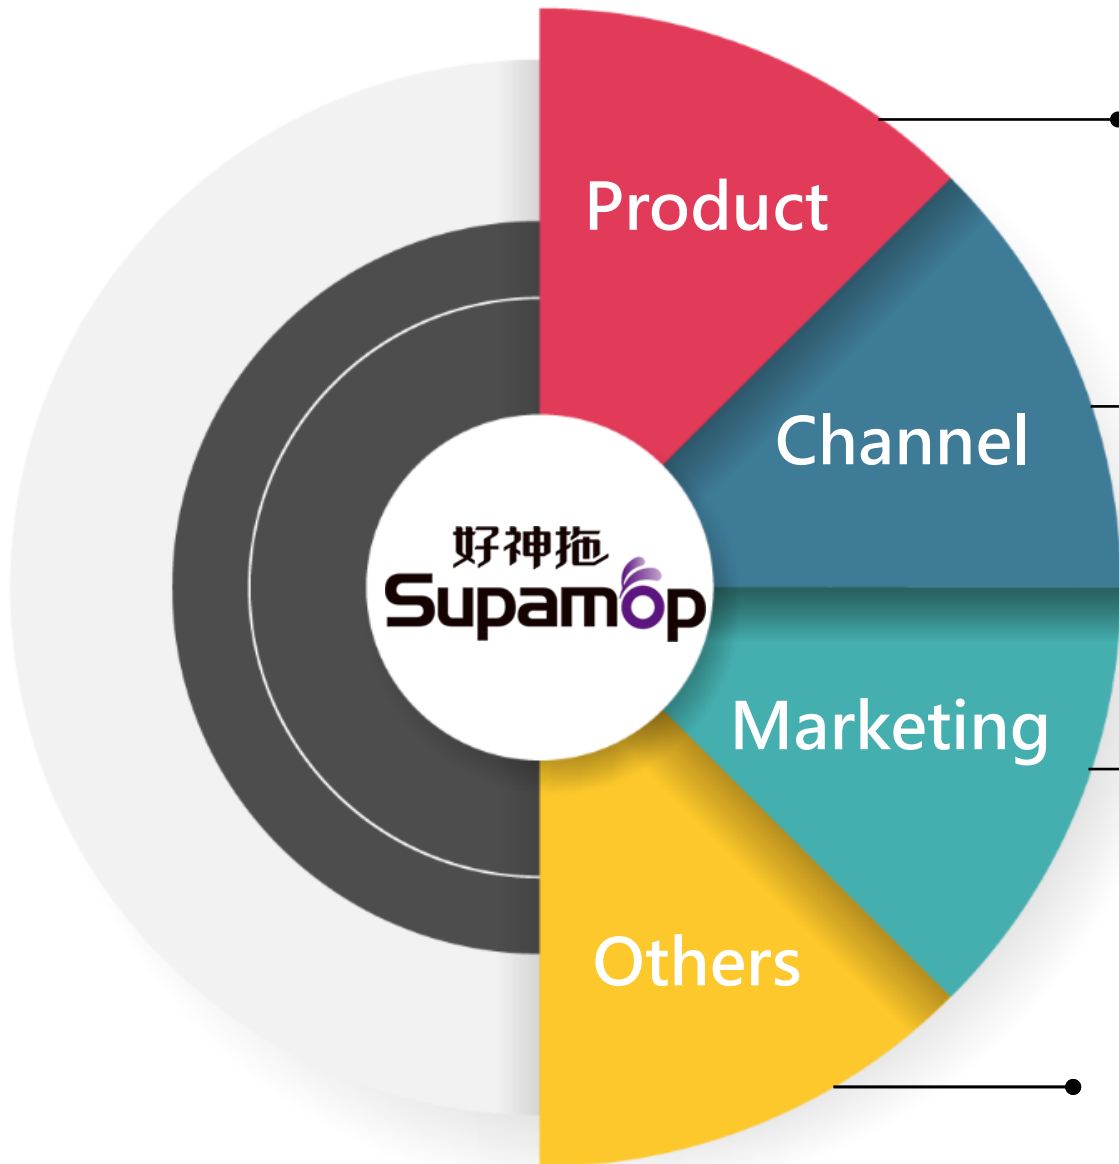 Product
Channel
好神拖
Supamop
Marketing
Others